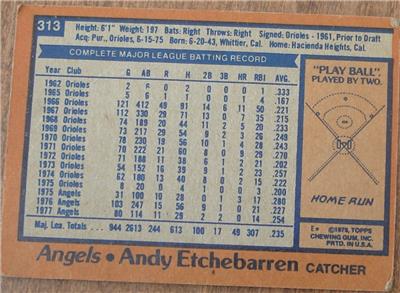 313
Height: 6'1" Weight: 197 Bats: Right Throws: Right Signed: Orioles - 1961, Prior to Draft
Acq: Pur., Orioles, 6-15-75 Born: 6-20-43, Whittier, Cal. Home: Hacienda Heights, Cal.
COMPLETE MAJOR LEAGUE BATTING RECORD
YEAR CLUB G AB R H 2B 3B HR RBI AVG.
1962 Orioles 2 6 0 2 0 0 0 1 .333
1965 Orioles 5 6 1 1 0 0 1 4 .167
1966 Orioles 121 412 49 91 14 6 11 50 .221
1967 Orioles 112 330 29 71 13 0 7 35 .215
1968 Orioles 74 189 20 44 11 2 5 20 .233
1969 Orioles 73 217 29 54 9 2 3 26 .249
1970 Orioles 78 230 19 56 10 1 4 28 .243
1971 Orioles 70 222 21 60 8 0 9 29 .270
1972 Orioles 71 188 11 38 6 1 2 21 .202
1973 Orioles 54 152 16 39 9 1 2 23 .257
1974 Orioles 62 180 13 40 8 0 2 15 .222
1975 Orioles 8 20 0 4 1 0 0 3 .200
1975 Angels 31 100 10 28 0 1 3 17 .280
1976 Angels 103 247 15 56 9 1 0 21 .227
1977 Angels 80 114 11 29 2 2 0 14 .254
Maj. Lea. Totals 944 2613 244 613 100 17 49 307 .235
"PLAY BALL"
PLAYED BY TWO.
HOME RUN
E* ©1978, TOPPS
CHEWING GUM, INC.
PRTD. IN U.S.A.
Angels • Andy Etchebarren CATCHER